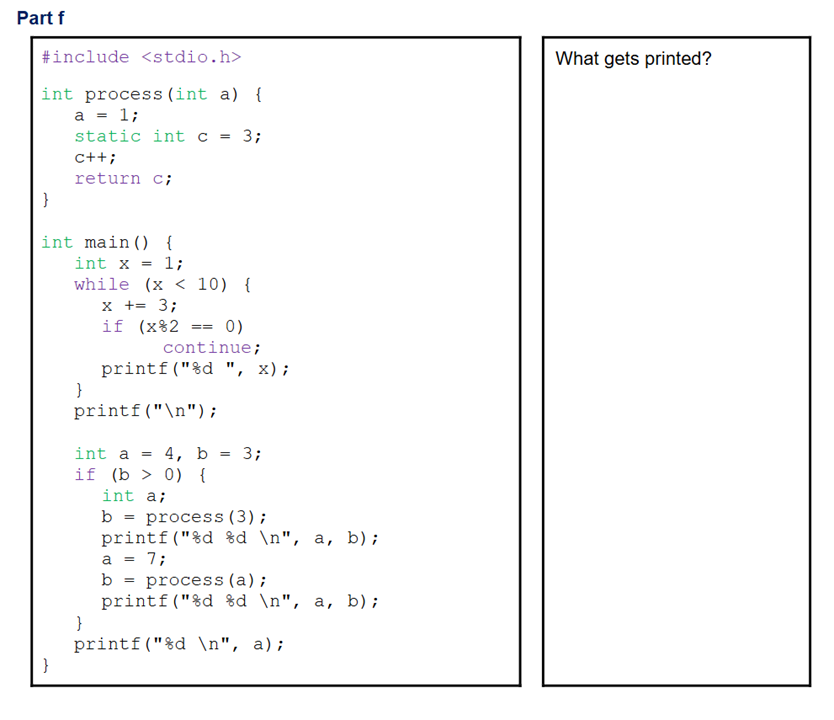 Part f
#include <stdio.h>
int process(int a) {
a = 1;
static int c = 3;
c++;
return c;
}
int main() {
int x = 1;
while (x < 10) {
x += 3;
if (x%2 == 0)
continue;
printf("%d ", x);
}
printf("\n");
int a = 4, b = 3;
if (b > 0) {
int a;
b = process(3);
printf("%d %d \n", a, b);
a = 7;
b = process(a);
printf("%d %d \n", a, b);
}
printf("%d \n", a);
}
What gets printed?